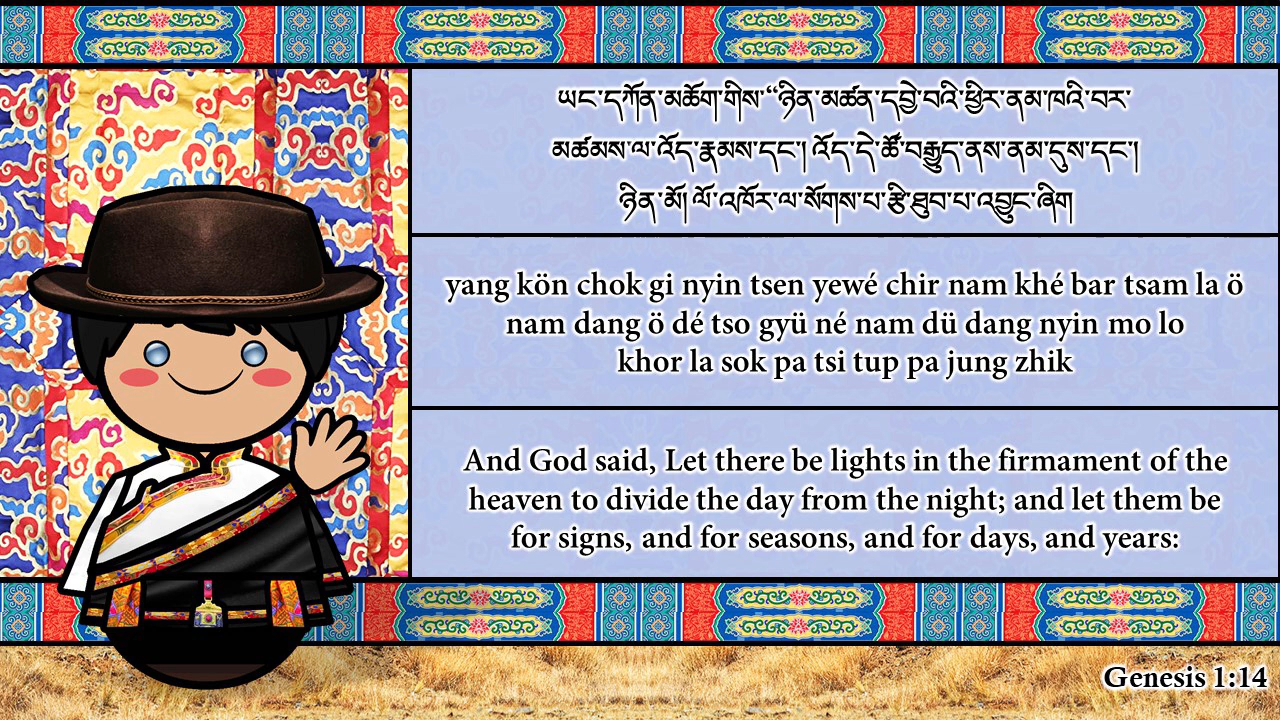 ཡང་དཀོན་མཆོག་གིས་“ཉིན་མཚན་དབྱེ་བའི་ཕྱིར་ནམ་ཁའི་བར་
མཚམས་ལ་འོད་རྣམས་དང་། འོད་དེ་ཚོ་བརྒྱུད་ནས་ནམ་དུས་དང་།
ཉིན་མོ། ལོ་འཁོར་ལ་སོགས་པ་རྩི་ཐུབ་པ་འབྱུང་ཞིག
yang kön chok gi nyin tsen yewé chir nam khé bar tsam la ö
nam dang ö dé tso gyü né nam dü dang nyin mo lo
khor la sok pa tsi tup pa jung zhik
And God said, Let there be lights in the firmament of the
heaven to divide the day from the night; and let them be
for signs, and for seasons, and for days, and years:
Genesis 1:14